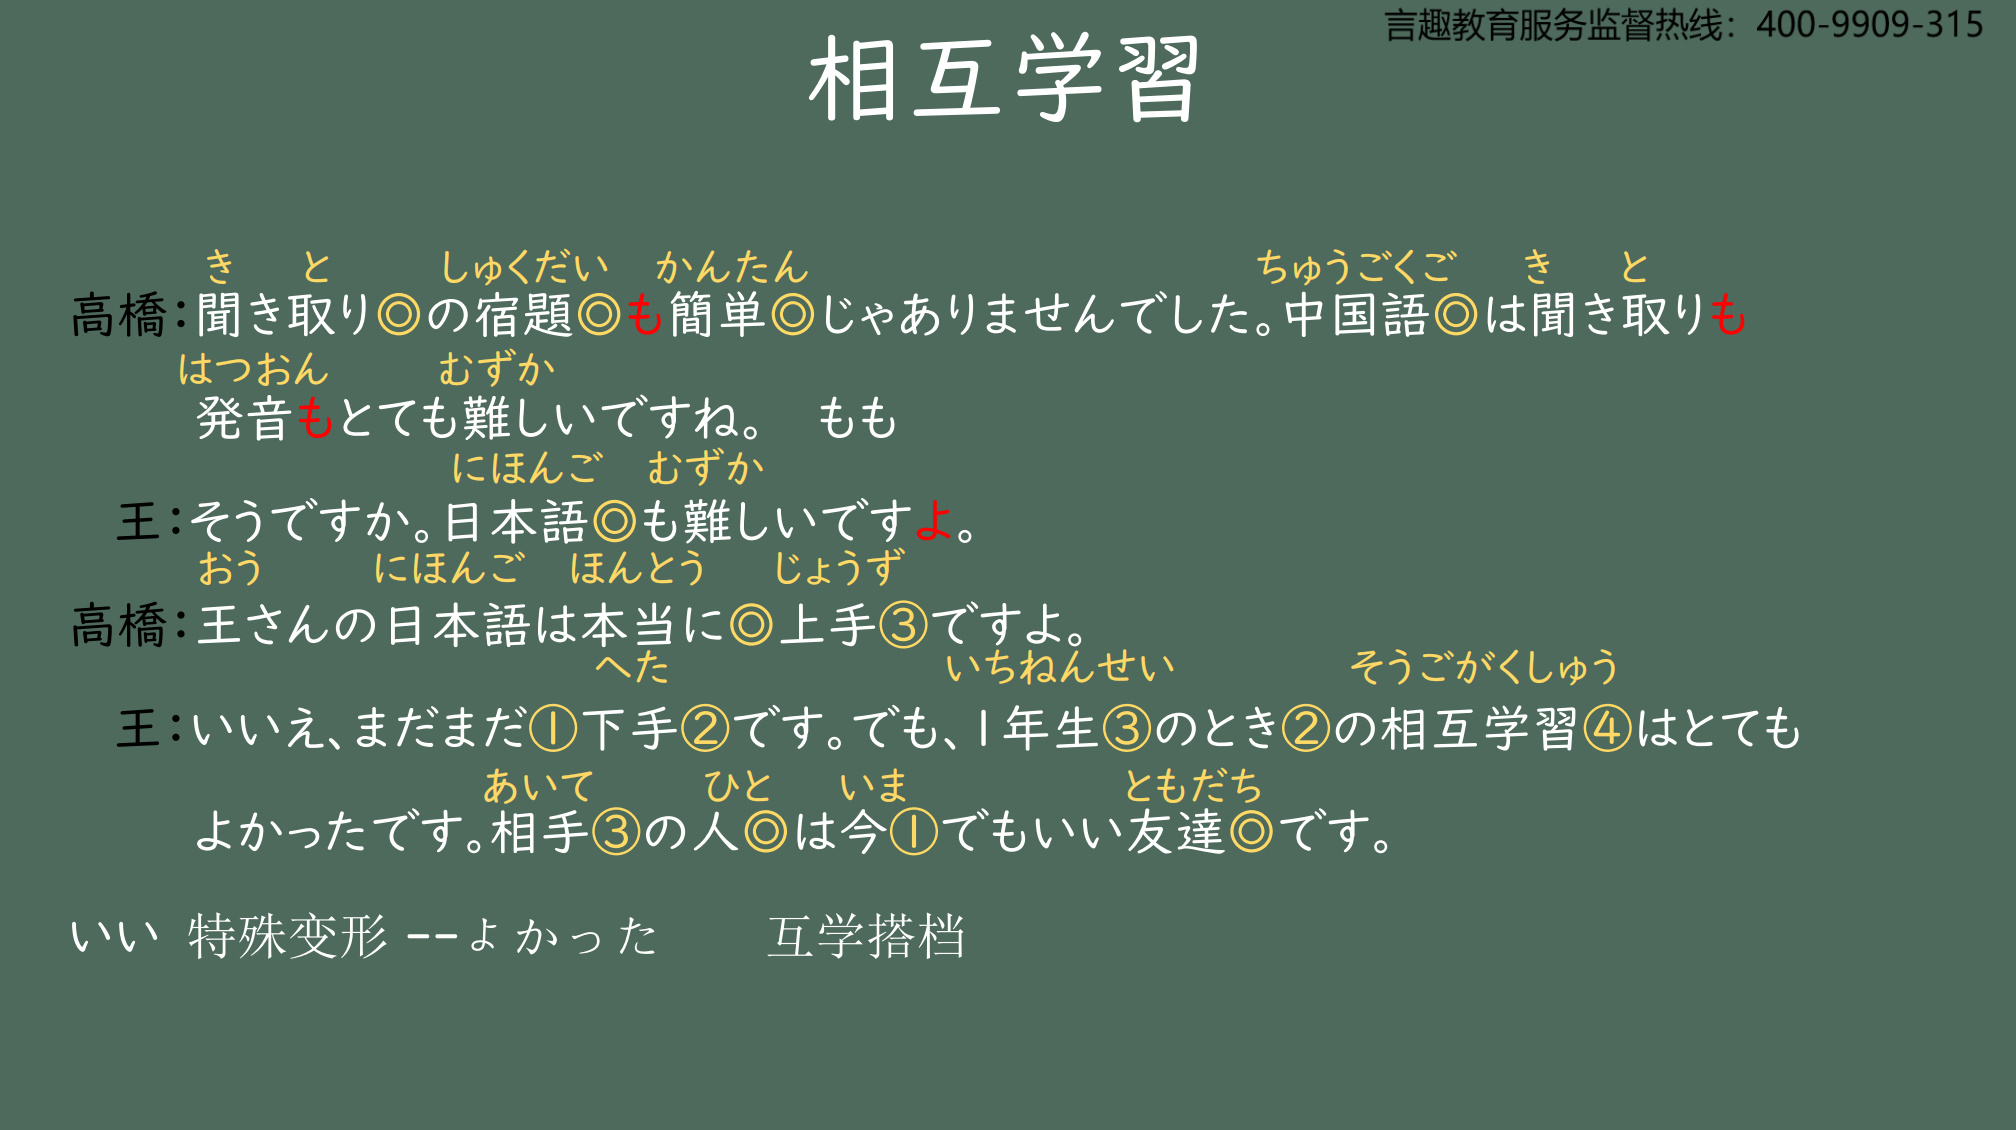 言趣教育服务监督热线：400-9909-315
相互学習
き と しゅくだい かんたん ちゅうごくご き と
高橋：聞き取り◎の宿題◎も簡単◎じゃありませんでした。中国語◎は聞き取りも
はつおん むずか
発音もとても難しいですね。 もも
にほんご むずか
王：そうですか。日本語◎も難しいですよ。
おう にほんご ほんとう じょうず
高橋：王さんの日本語は本当に◎上手③ですよ。
へた いちねんせい そうごがくしゅう
王：いいえ、まだまだ①下手②です。でも、1年生③のとき②の相互学習④はとても
あいて ひと いま ともだち
よかったです。相手③の人◎は今①でもいい友達◎です。
いい 特殊变形 --よかった 互学搭档